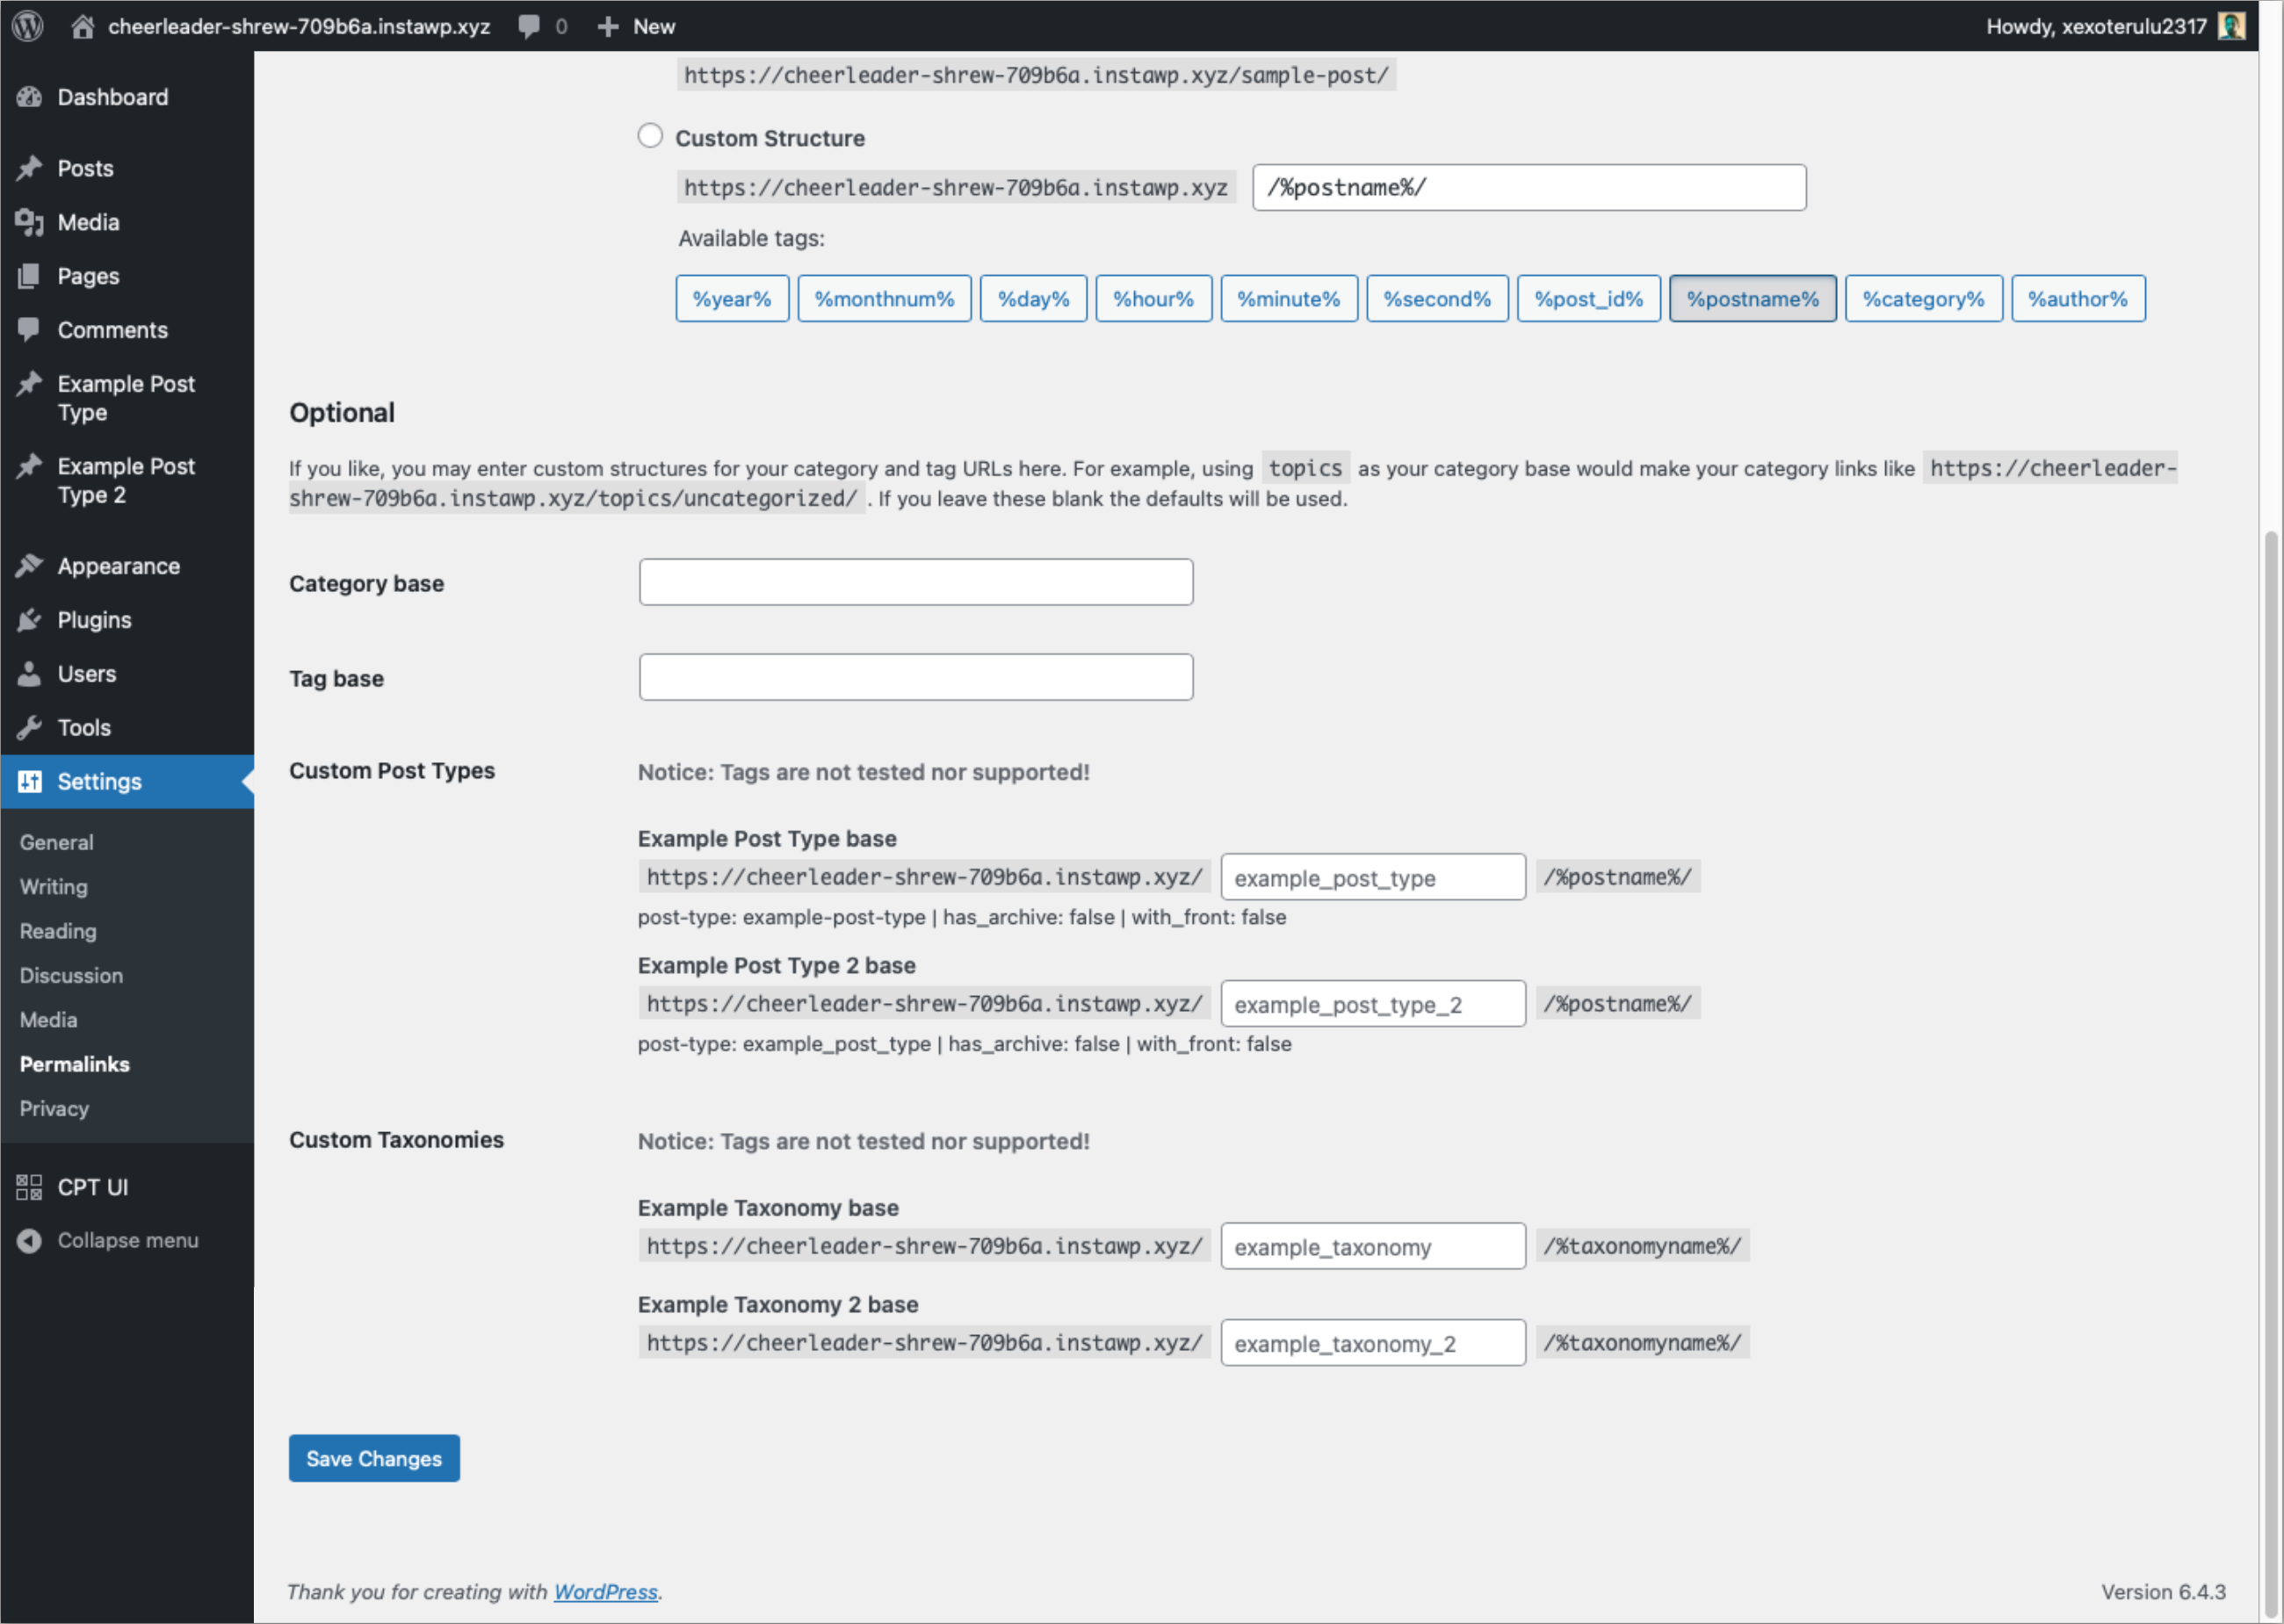 cheerleader-shrew-709b6a.instawp.xyz 0 New Howdy, xexoterulu2317
Dashboard
Posts
Media
Pages
Comments
Example Post
Type
Example Post
Type 2
Appearance
Plugins
Users
Tools
Settings
General
Writing
Reading
Discussion
Media
Permalinks
Privacy
CPT UI
Collapse menu
https://cheerleader-shrew-709b6a.instawp.xyz/sample-post/
Custom Structure
https://cheerleader-shrew-709b6a.instawp.xyz /%postname%/
Available tags:
%year% %monthnum% %day% %hour% %minute% %second% %post_id% %postname% %category% %author%
Optional
If you like, you may enter custom structures for your category and tag URLs here. For example, using topics as your category base would make your category links like https://cheerleader-
shrew-709b6a.instawp.xyz/topics/uncategorized/ . If you leave these blank the defaults will be used.
Category base
Tag base
Custom Post Types Notice: Tags are not tested nor supported!
Example Post Type base
https://cheerleader-shrew-709b6a.instawp.xyz/ example_post_type /%postname%/
post-type: example-post-type | has_archive: false | with_front: false
Example Post Type 2 base
https://cheerleader-shrew-709b6a.instawp.xyz/ example_post_type_2 /%postname%/
post-type: example_post_type | has_archive: false | with_front: false
Custom Taxonomies Notice: Tags are not tested nor supported!
Example Taxonomy base
https://cheerleader-shrew-709b6a.instawp.xyz/ example_taxonomy /%taxonomyname%/
Example Taxonomy 2 base
https://cheerleader-shrew-709b6a.instawp.xyz/ example_taxonomy_2 /%taxonomyname%/
Save Changes
Thank you for creating with WordPress. Version 6.4.3